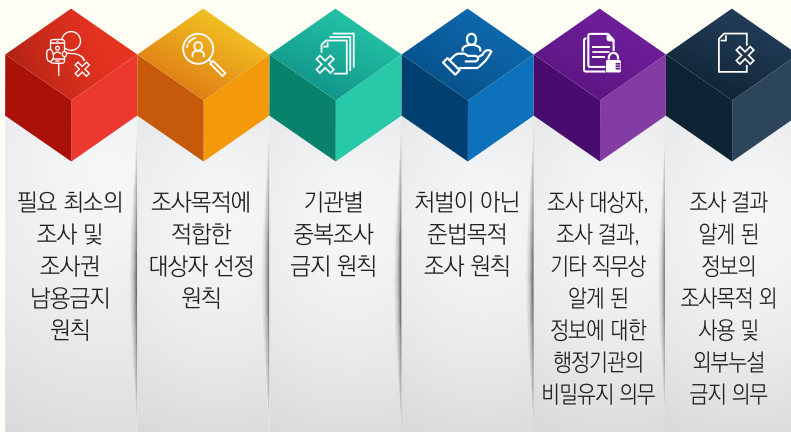 필요 최소의
조사 및
조사권
남용금지
원칙
조사목적에
적합한
대상자 선정
원칙
기관별
중복조사
금지 원칙
처벌이 아닌
준법목적
조사 원칙
조사 대상자,
조사 결과,
기타 직무상
알게 된
정보에 대한
행정기관의
비밀유지 의무
조사 결과
알게 된
정보의
조사목적 외
사용 및
외부누설
금지 의무